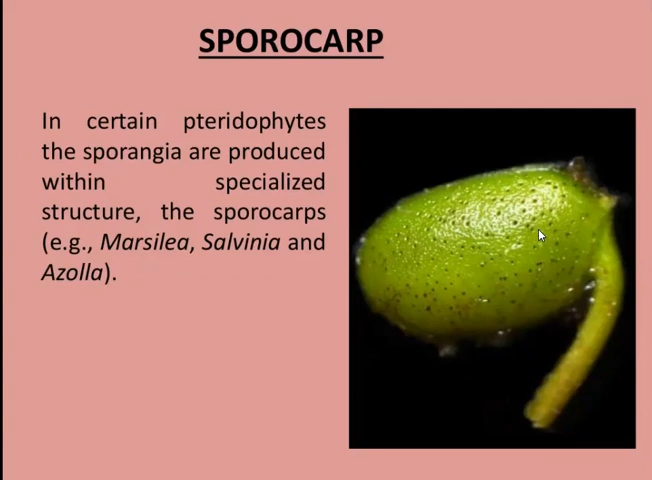 SPOROCARP
In certain pteridophytes
the sporangia are produced
within specialized
structure, the sporocarps
(e.g., Marsilea, Salvinia and
Azolla).